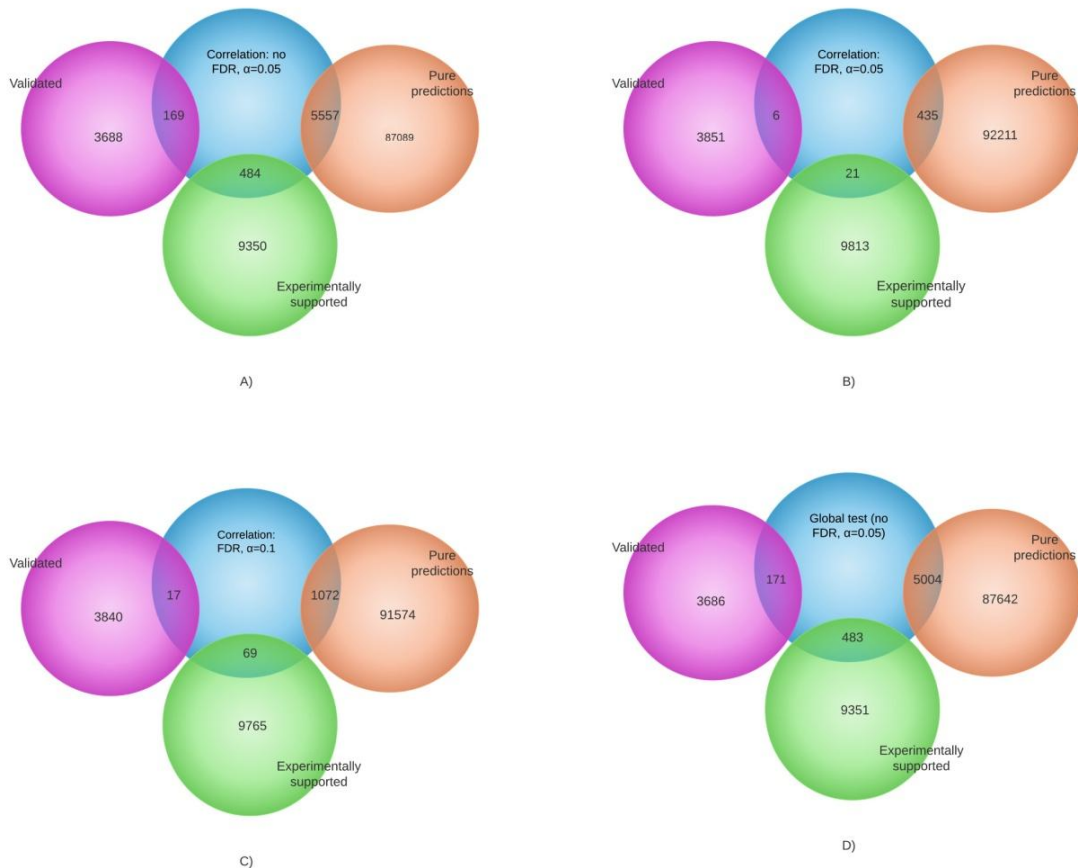 Correlation: no
FDR, α=0.05
Validated
Pure
predictions
169
5557
3688
87089
484
9350
Experimentally
supported
A)
Correlation:
FDR, α=0.05
Validated
Pure
predictions
6
435
3851
92211
21
9813
Experimentally
supported
B)
Correlation:
FDR, α=0.1
Validated
Pure
predictions
17
1072
3840
91574
69
9765
Experimentally
supported
C)
Global test (no
FDR, α=0.05)
Validated
Pure
predictions
171
5004
3686
87642
483
9351
Experimentally
supported
D)